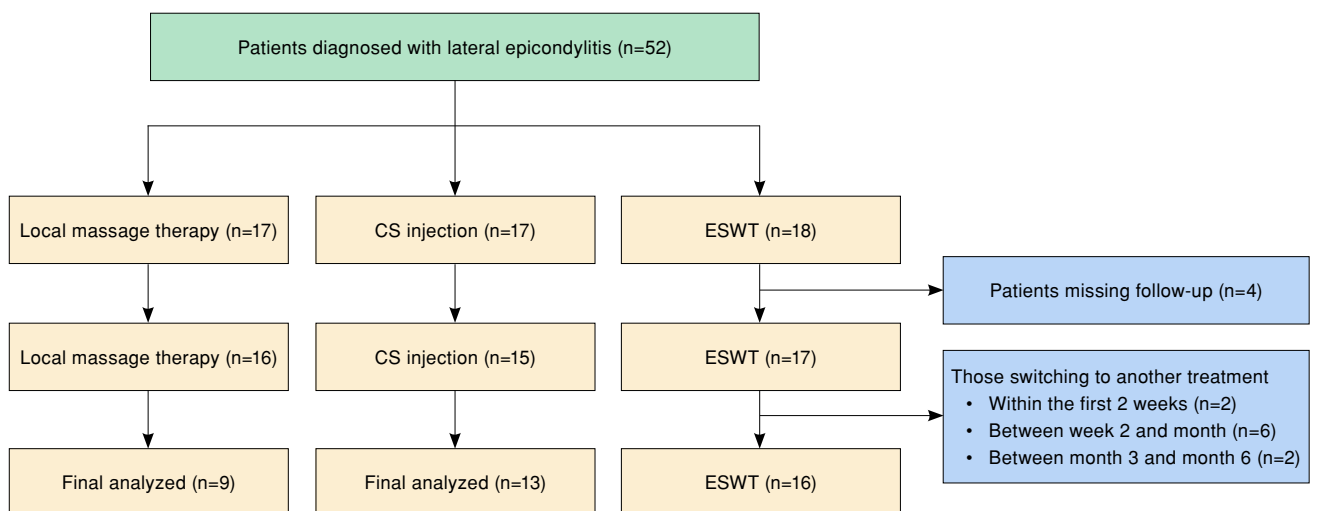 Patients diagnosed with lateral epicondylitis (n=52)
Local massage therapy (n=17)
CS injection (n=17)
ESWT (n=18)
Patients missing follow-up (n=4)
Local massage therapy (n=16)
CS injection (n=15)
ESWT (n=17)
Those switching to another treatment
• Within the first 2 weeks (n=2)
• Between week 2 and month (n=6)
• Between month 3 and month 6 (n=2)
Final analyzed (n=9)
Final analyzed (n=13)
ESWT (n=16)